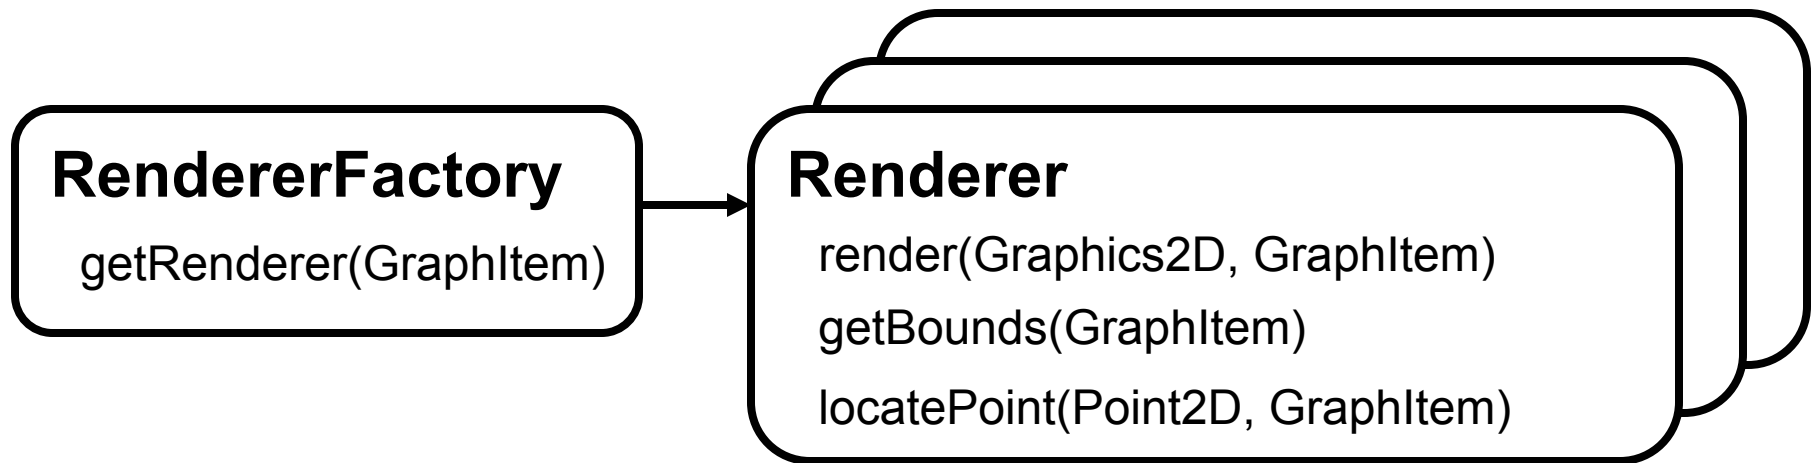 RendererFactory
getRenderer(GraphItem)
Renderer
render(Graphics2D, GraphItem)
getBounds(GraphItem)
locatePoint(Point2D, GraphItem)